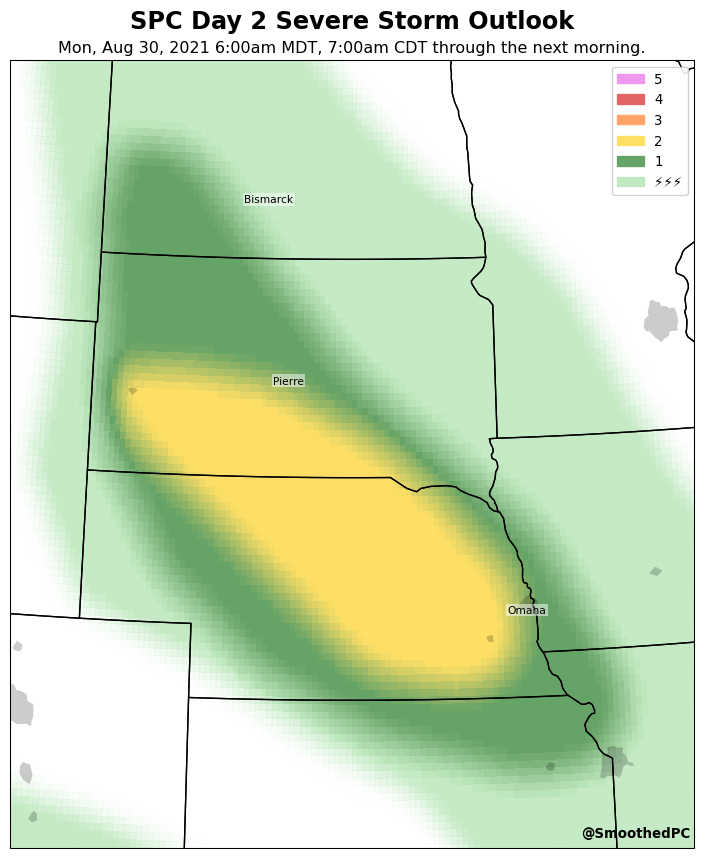 SPC Day 2 Severe Storm Outlook
Mon, Aug 30, 2021 6:00am MDT, 7:00am CDT through the next morning.
5
4
3
2
1
⚡⚡⚡
Bismarck
Pierre
Omaha
@SmoothedPC